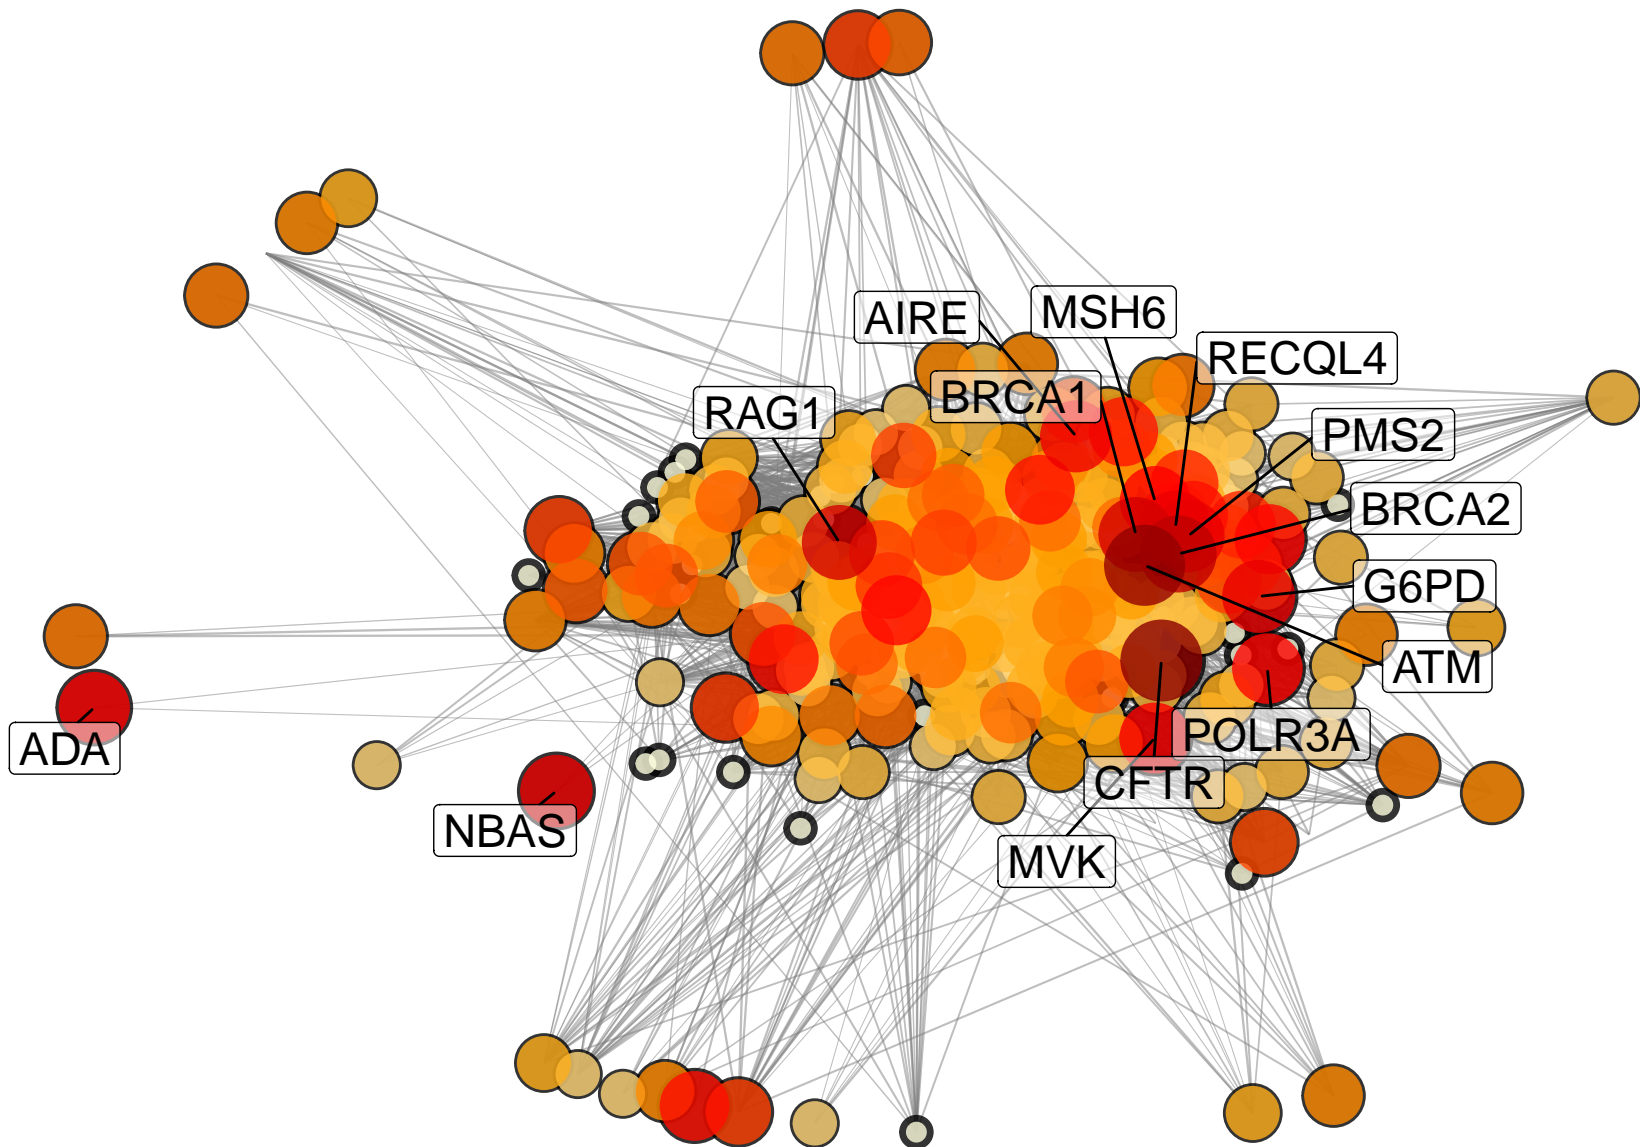 AIRE
MSH6
RECQL4
BRCA1
RAG1
PMS2
BRCA2
G6PD
ATM
ADA
POLR3A
CFTR
NBAS
MVK